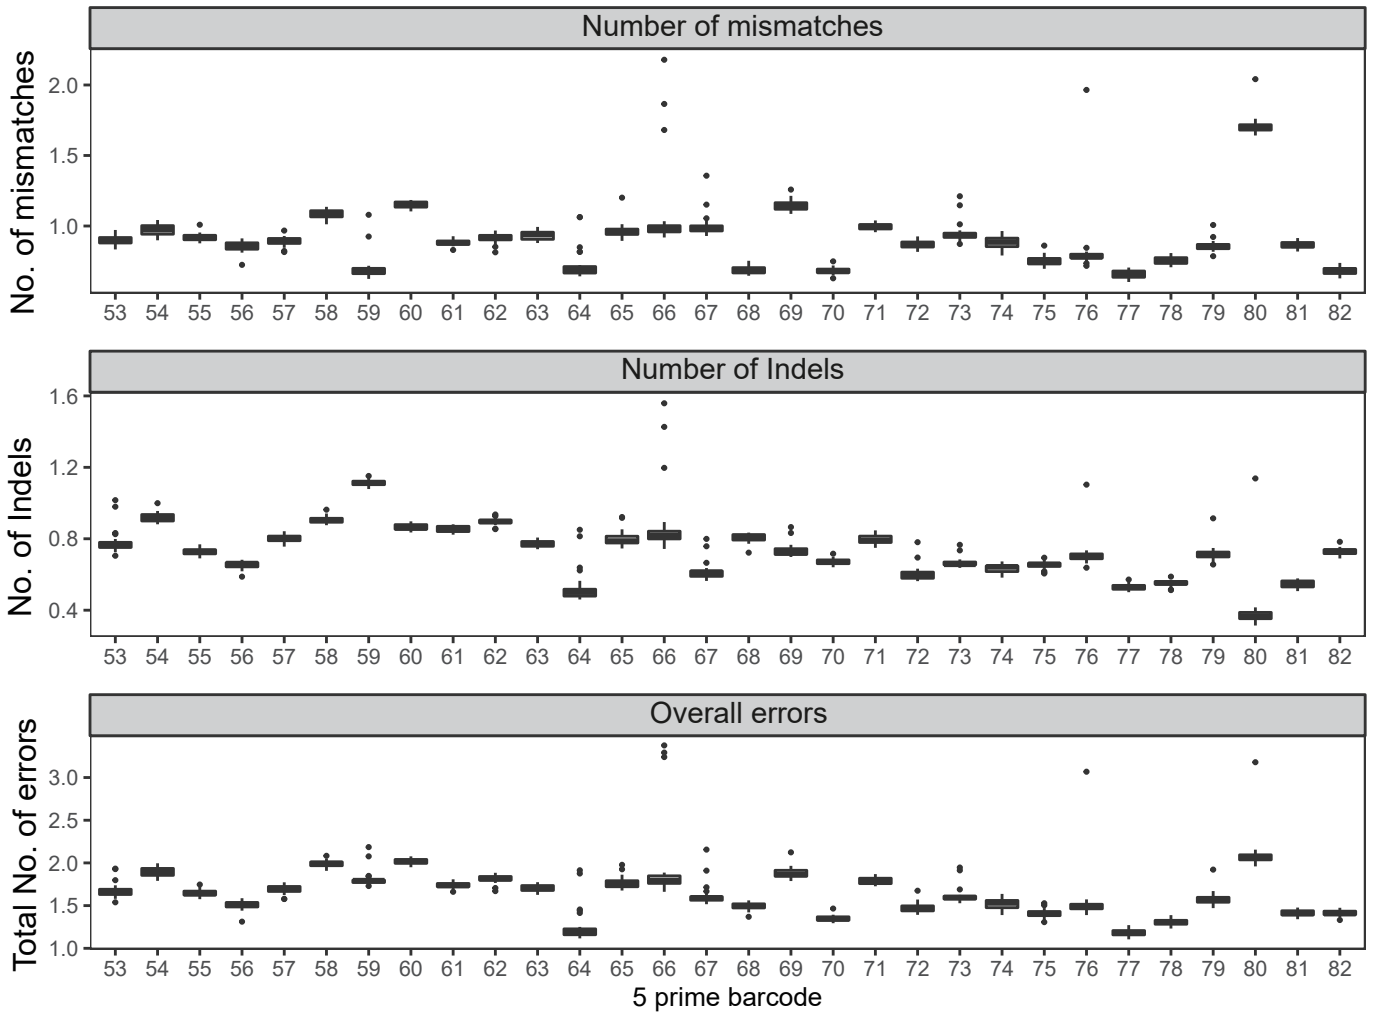 Number of mismatches
No. of mismatches
2.0
1.5
1.0
53 54 55 56 57 58 59 60 61 62 63 64 65 66 67 68 69 70 71 72 73 74 75 76 77 78 79 80 81 82
Number of Indels
No. of Indels
1.6
1.2
0.8
0.4
53 54 55 56 57 58 59 60 61 62 63 64 65 66 67 68 69 70 71 72 73 74 75 76 77 78 79 80 81 82
Overall errors
Total No. of errors
3.0
2.5
2.0
1.5
1.0
53 54 55 56 57 58 59 60 61 62 63 64 65 66 67 68 69 70 71 72 73 74 75 76 77 78 79 80 81 82
5 prime barcode